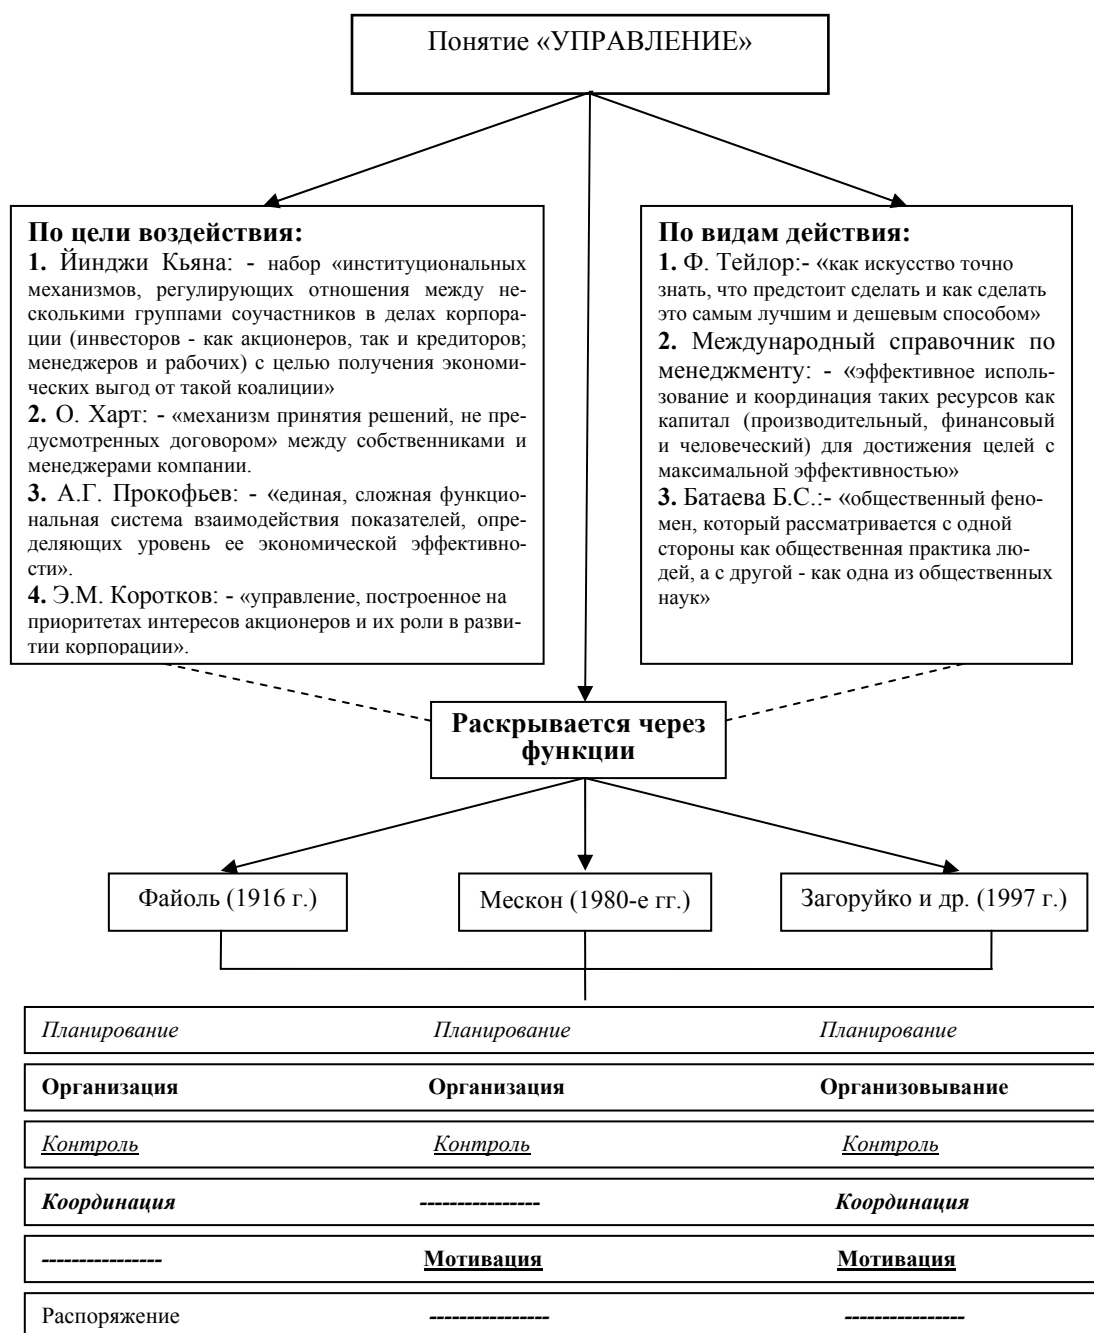 Понятие «УПРАВЛЕНИЕ»
По цели воздействия:
1. Йинджи Кьяна: - набор «институциональных
механизмов, регулирующих отношения между не-
сколькими группами соучастников в делах корпора-
ции (инвесторов - как акционеров, так и кредиторов;
менеджеров и рабочих) с целью получения экономи-
ческих выгод от такой коалиции»
2. О. Харт: - «механизм принятия решений, не пре-
дусмотренных договором» между собственниками и
менеджерами компании.
3. А.Г. Прокофьев: - «единая, сложная функцио-
нальная система взаимодействия показателей, опре-
деляющих уровень ее экономической эффективно-
сти».
4. Э.М. Коротков: - «управление, построенное на
приоритетах интересов акционеров и их роли в разви-
тии корпорации».
По видам действия:
1. Ф. Тейлор:- «как искусство точно
знать, что предстоит сделать и как сделать
это самым лучшим и дешевым способом»
2. Международный справочник по
менеджменту: - «эффективное исполь-
зование и координация таких ресурсов как
капитал (производительный, финансовый
и человеческий) для достижения целей с
максимальной эффективностью»
3. Батаева Б.С.:- «общественный фено-
мен, который рассматривается с одной
стороны как общественная практика лю-
дей, а с другой - как одна из общественных
наук»
Раскрывается через
функции
Файоль (1916 г.)
Мескон (1980-е гг.)
Загоруйко и др. (1997 г.)
Планирование Планирование Планирование
Организация Организация Организовывание
Контроль Контроль Контроль
Координация ---------------- Координация
---------------- Мотивация Мотивация
Распоряжение ---------------- ----------------